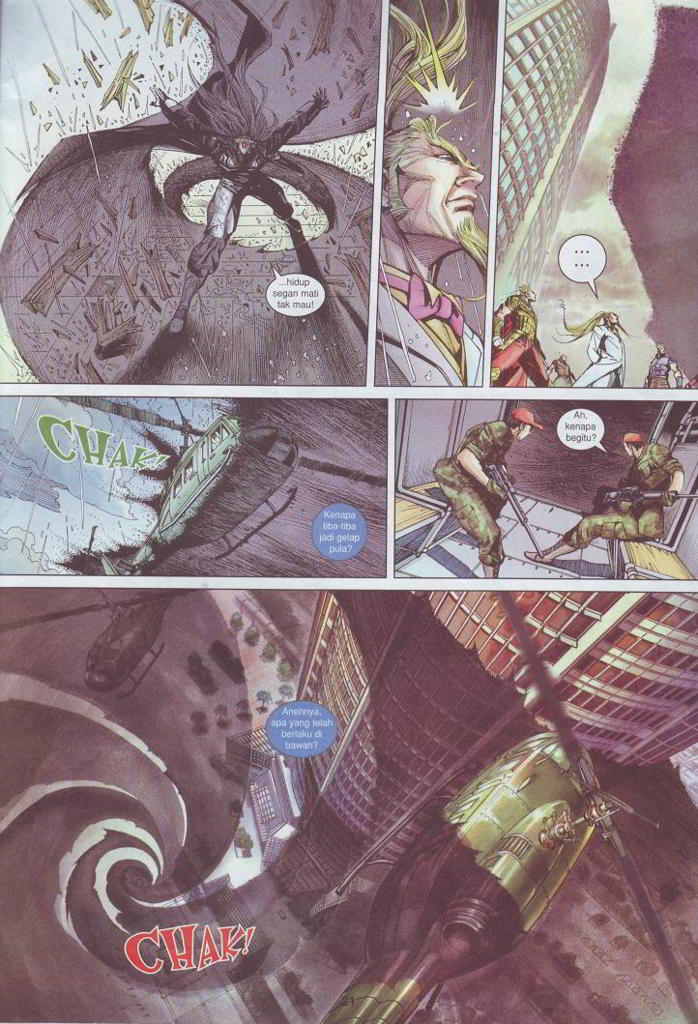 ...hidup
segan mati
tak mau!
...
...
CHAK!
Kenapa
tiba-tiba
jadi gelap
pula?
Ah,
kenapa
begitu?
Anehnya,
apa yang telah
berlaku di
bawah?
CHAK!
21